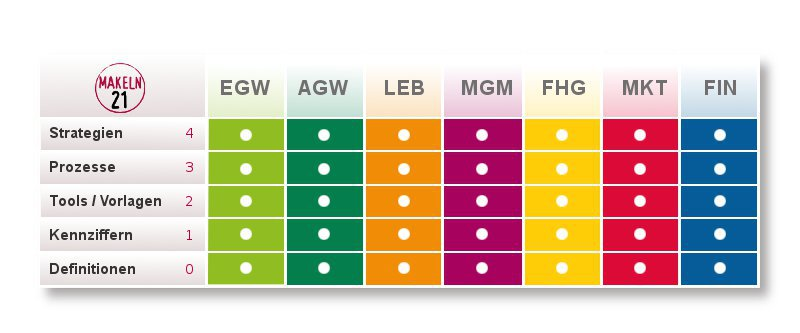 MAKELN
21
EGW AGW LEB MGM FHG MKT FIN
Strategien 4
Prozesse 3
Tools / Vorlagen 2
Kennziffern 1
Definitionen 0